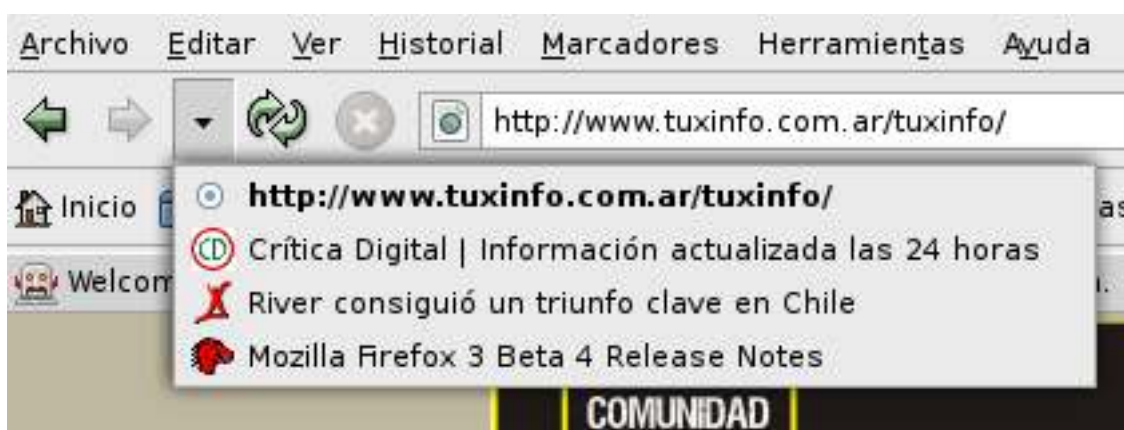 Archivo Editar Ver Historial Marcadores Herramientas Ayuda
http://www.tuxinfo.com.ar/tuxinfo/
http://www.tuxinfo.com.ar/tuxinfo/
Inicio
CD Crítica Digital | Información actualizada las 24 horas
Welcom
River consiguió un triunfo clave en Chile
Mozilla Firefox 3 Beta 4 Release Notes
COMUNIDAD